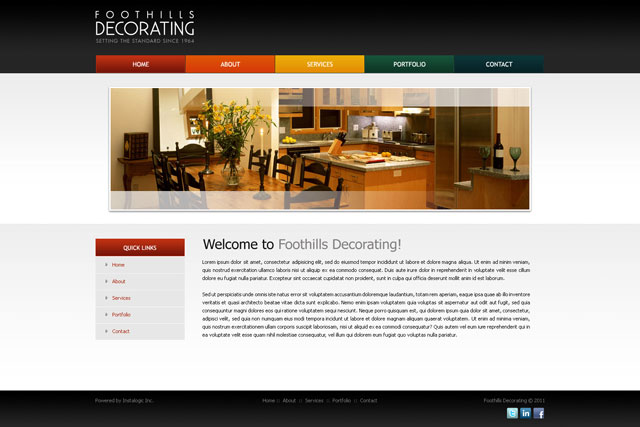 FOOTHILLS
DECORATING
SETTING THE STANDARD SINCE 1964
HOME ABOUT SERVICES PORTFOLIO CONTACT
QUICK LINKS
Home
About
Services
Portfolio
Contact
Welcome to Foothills Decorating!
Lorem ipsum dolor sit amet, consectetur adipisicing elit, sed do eiusmod tempor incididunt ut labore et dolore magna aliqua. Ut enim ad minim veniam,
quis nostrud exercitation ullamco laboris nisi ut aliquip ex ea commodo consequat. Duis aute irure dolor in reprehenderit in voluptate velit esse cillum
dolore eu fugiat nulla pariatur. Excepteur sint occaecat cupidatat non proident, sunt in culpa qui officia deserunt mollit anim id est laborum.
Sed ut perspiciatis unde omnis iste natus error sit voluptatem accusantium doloremque laudantium, totam rem aperiam, eaque ipsa quae ab illo inventore
veritatis et quasi architecto beatae vitae dicta sunt explicabo. Nemo enim ipsam voluptatem quia voluptas sit aspernatur aut odit aut fugit, sed quia
consequuntur magni dolores eos qui ratione voluptatem sequi nesciunt. Neque porro quisquam est, qui dolorem ipsum quia dolor sit amet, consectetur,
adipisci velit, sed quia non numquam eius modi tempora incidunt ut labore et dolore magnam aliquam quaerat voluptatem. Ut enim ad minima veniam,
quis nostrum exercitationem ullam corporis suscipit laboriosam, nisi ut aliquid ex ea commodi consequatur? Quis autem vel eum iure reprehenderit qui in
ea voluptate velit esse quam nihil molestiae consequatur, vel illum qui dolorem eum fugiat quo voluptas nulla pariatur.
Powered by Instalogic Inc. Home :: About :: Services :: Portfolio :: Contact Foothills Decorating © 2011